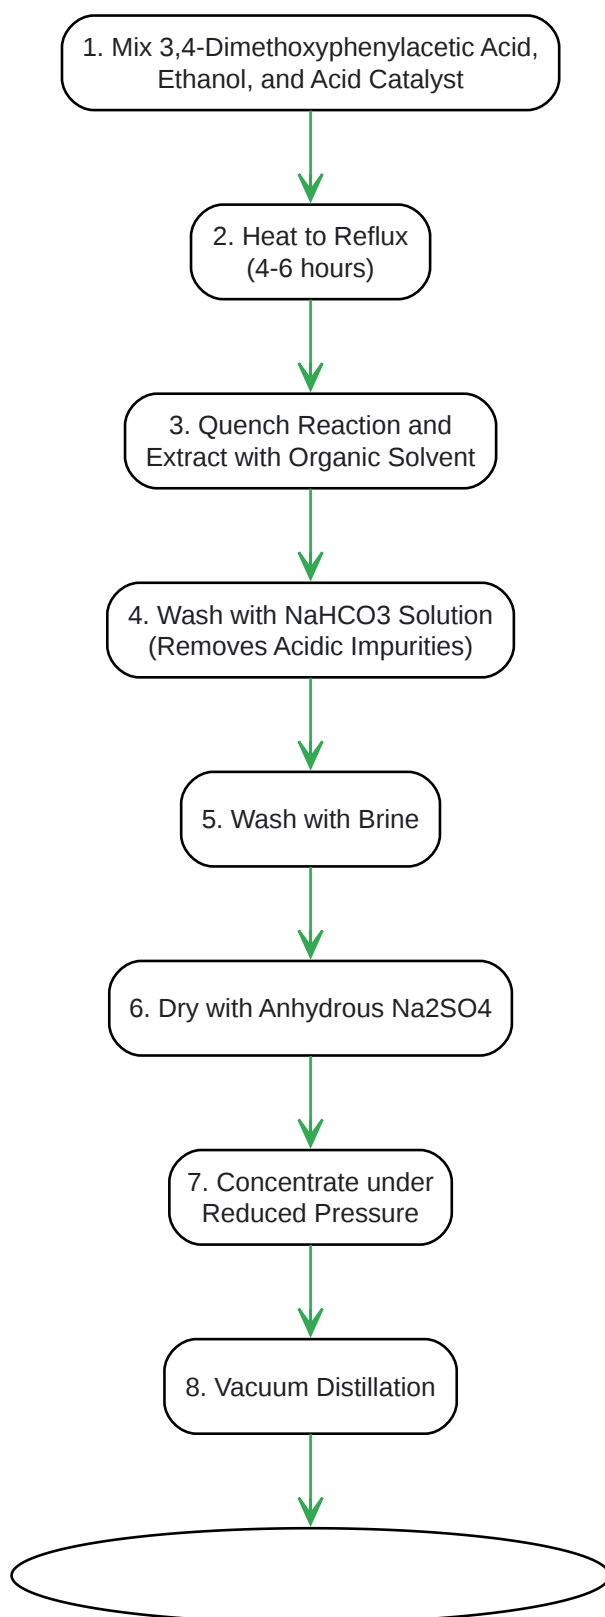 1. Mix 3,4-Dimethoxyphenylacetic Acid,
Ethanol, and Acid Catalyst
2. Heat to Reflux
(4-6 hours)
3. Quench Reaction and
Extract with Organic Solvent
4. Wash with NaHCO3 Solution
(Removes Acidic Impurities)
5. Wash with Brine
6. Dry with Anhydrous Na2SO4
7. Concentrate under
Reduced Pressure
8. Vacuum Distillation